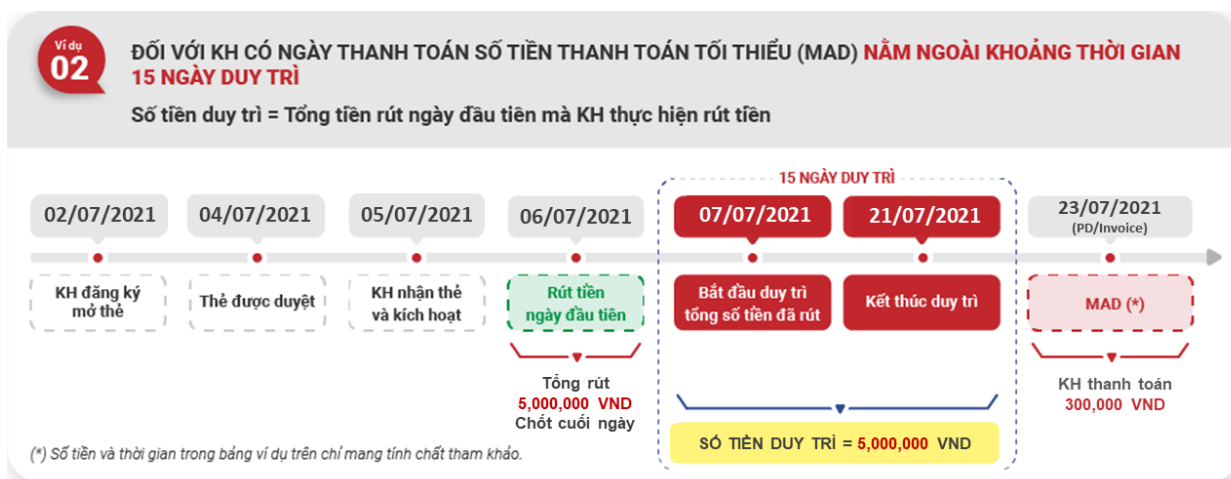 Ví dụ
02
ĐỐI VỚI KH CÓ NGÀY THANH TOÁN SỐ TIỀN THANH TOÁN TỐI THIỂU (MAD) NẰM NGOÀI KHOẢNG THỜI GIAN
15 NGÀY DUY TRÌ
Số tiền duy trì = Tổng tiền rút ngày đầu tiên mà KH thực hiện rút tiền
15 NGÀY DUY TRÌ
02/07/2021
04/07/2021
05/07/2021
06/07/2021
07/07/2021
21/07/2021
23/07/2021
(PD/Invoice)
KH đăng ký
mở thẻ
Thẻ được duyệt
KH nhận thẻ
và kích hoạt
Rút tiền
ngày đầu tiên
Bắt đầu duy trì
tổng số tiền đã rút
Kết thúc duy trì
MAD (*)
Tổng rút
5,000,000 VND
Chốt cuối ngày
KH thanh toán
300,000 VND
SỐ TIỀN DUY TRÌ = 5,000,000 VND
(*) Số tiền và thời gian trong bảng ví dụ trên chỉ mang tính chất tham khảo.